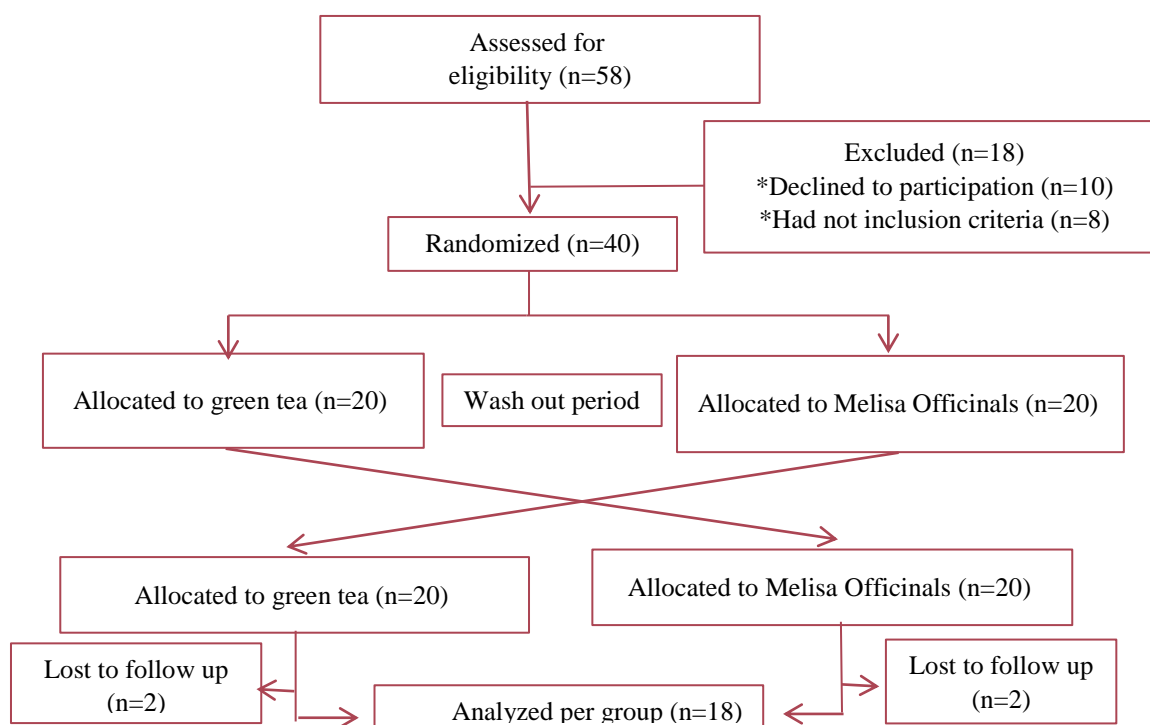 Assessed for
eligibility (n=58)
Excluded (n=18)
*Declined to participation (n=10)
*Had not inclusion criteria (n=8)
Randomized (n=40)
Allocated to green tea (n=20)
Wash out period
Allocated to Melisa Officinals (n=20)
Allocated to green tea (n=20)
Allocated to Melisa Officinals (n=20)
Lost to follow up
(n=2)
Lost to follow up
(n=2)
Analyzed per group (n=18)